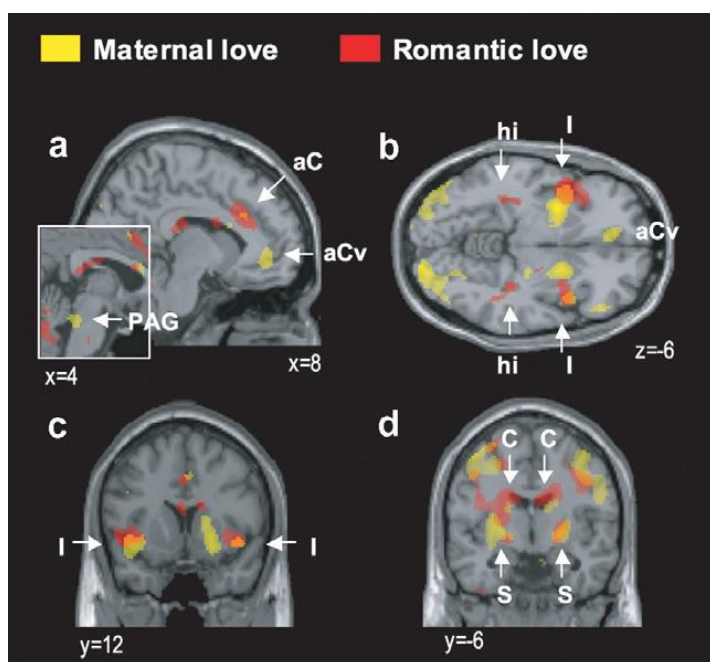 Maternal love
Romantic love
a
aC
aCv
PAG
x=4
x=8
b
hi
I
aCv
hi
I
z=-6
c
I
I
y=12
d
C
C
S
S
y=-6